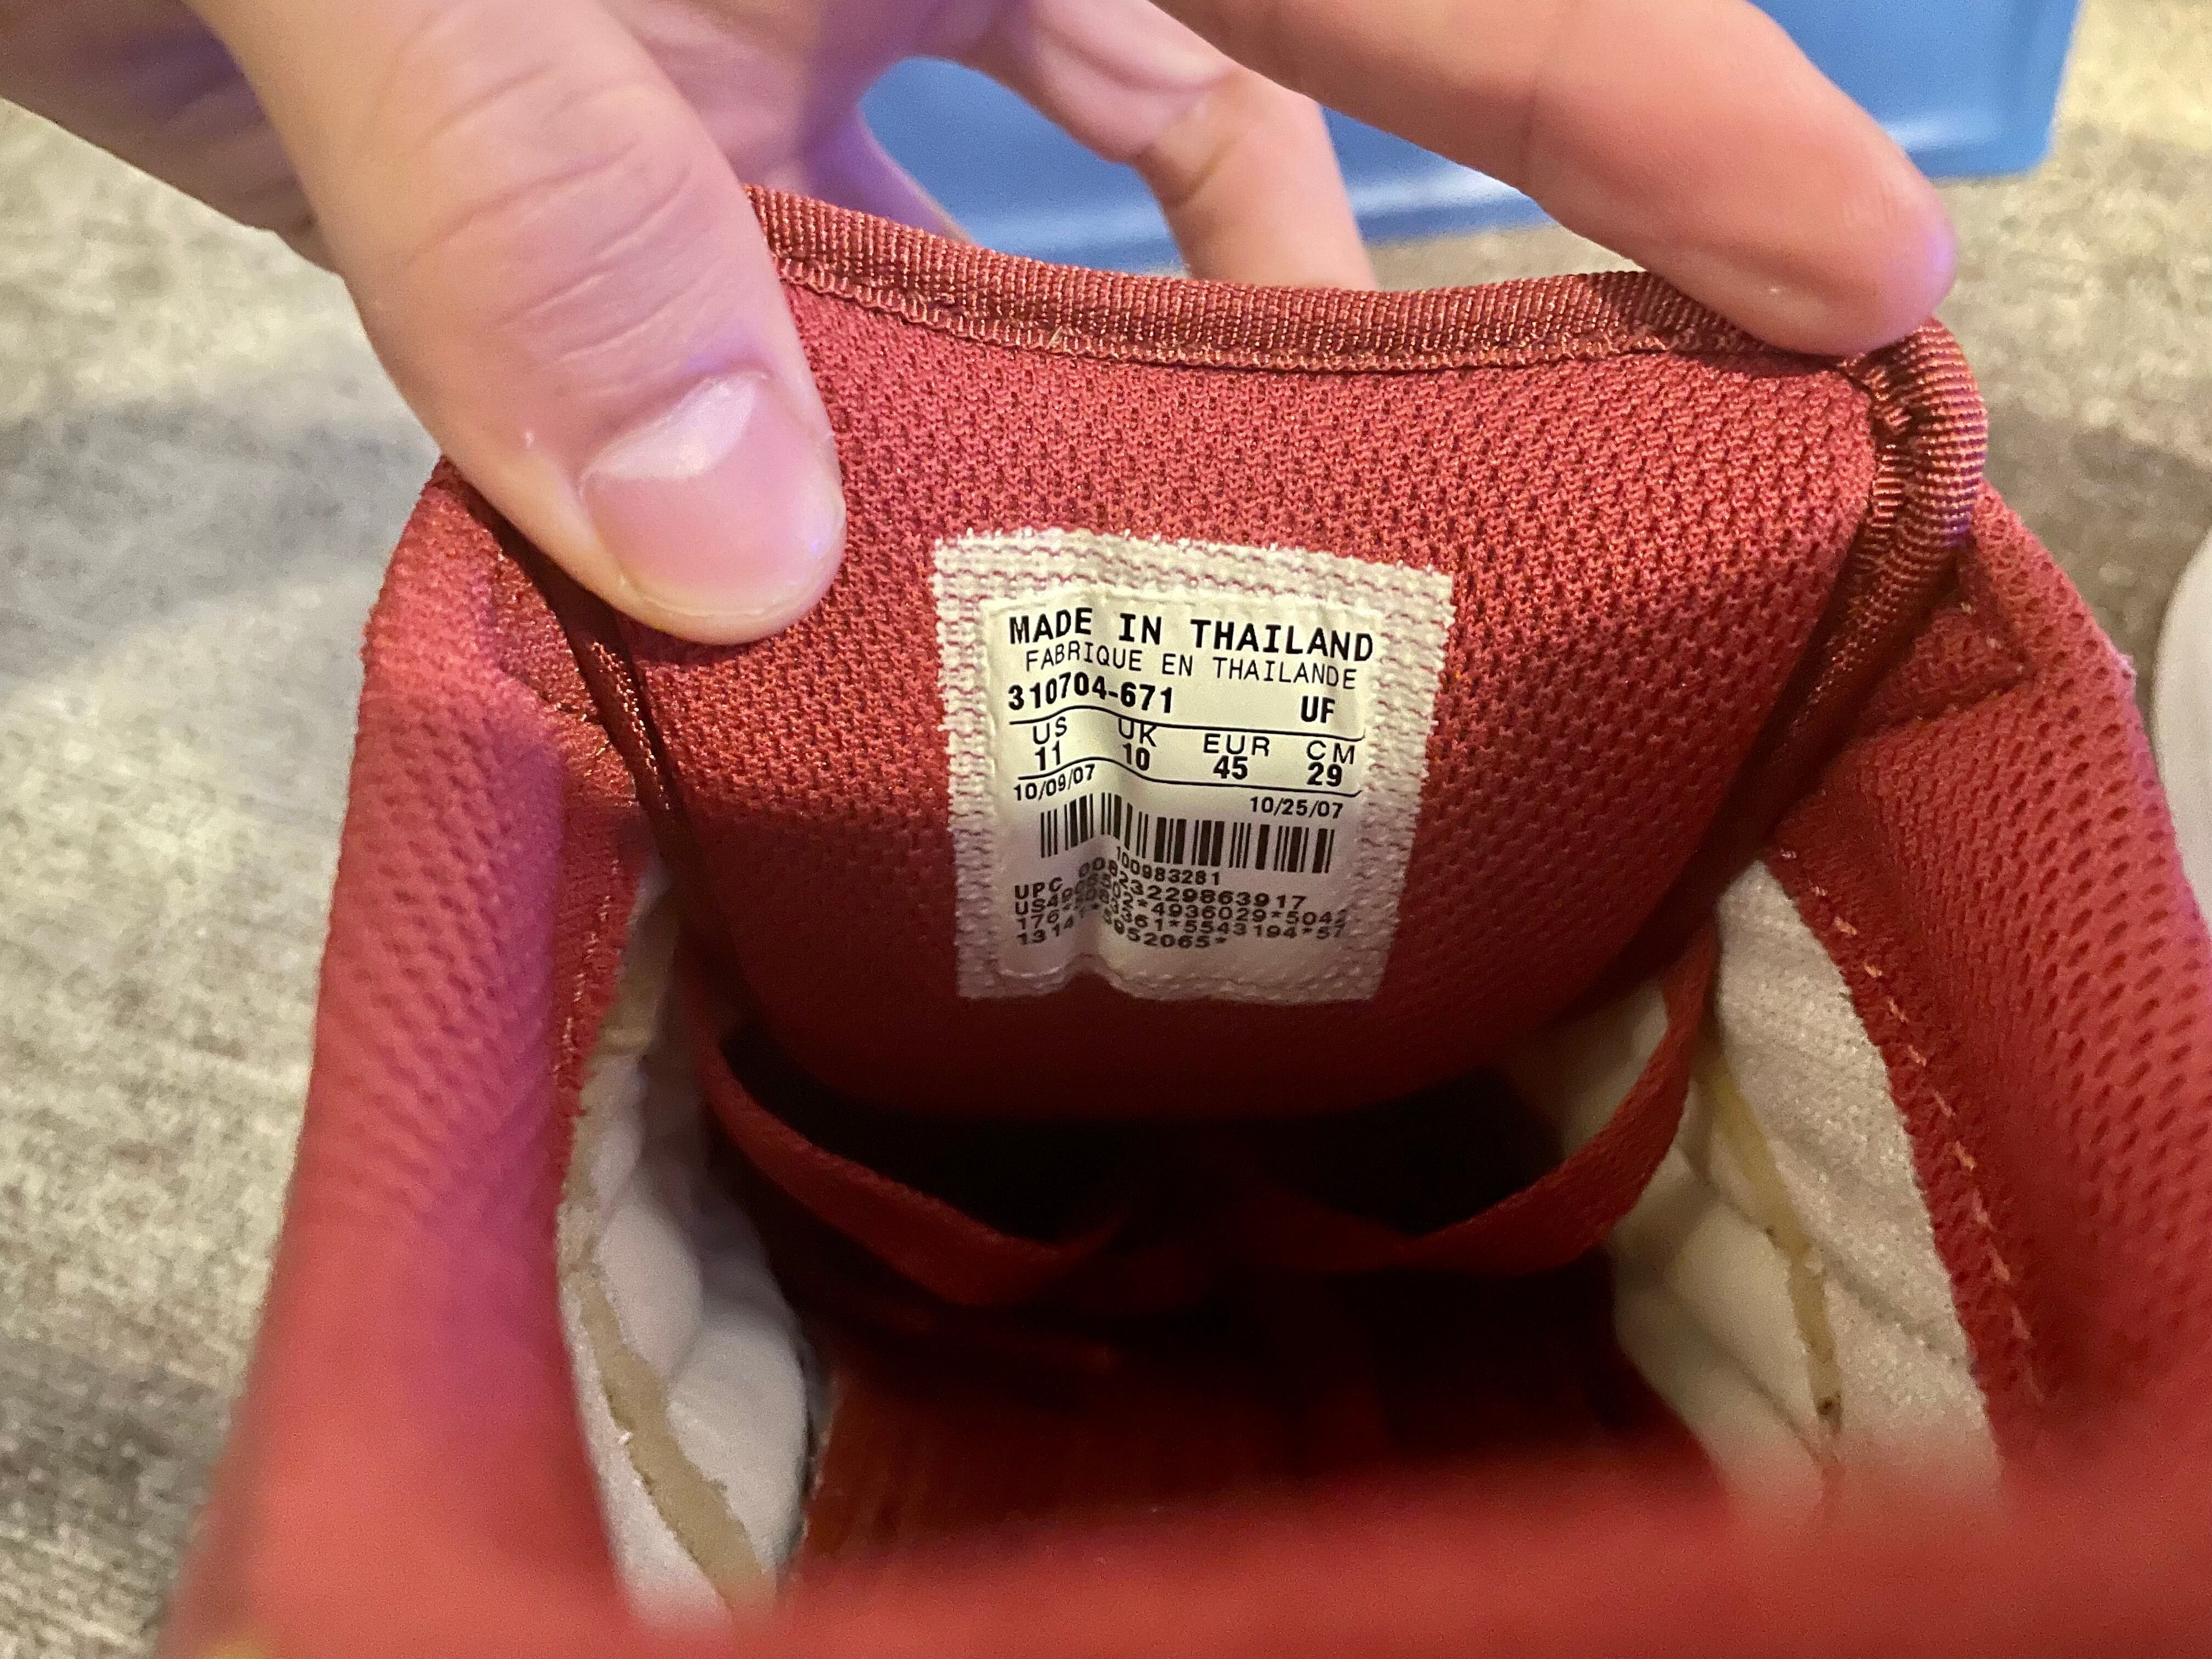 MADE IN THAILAND
FABRIQUE EN THAILANDE
310704-671 UF
US UK EUR CM
11 10 45 29
10/09/07 10/25/07
100983281
UPC